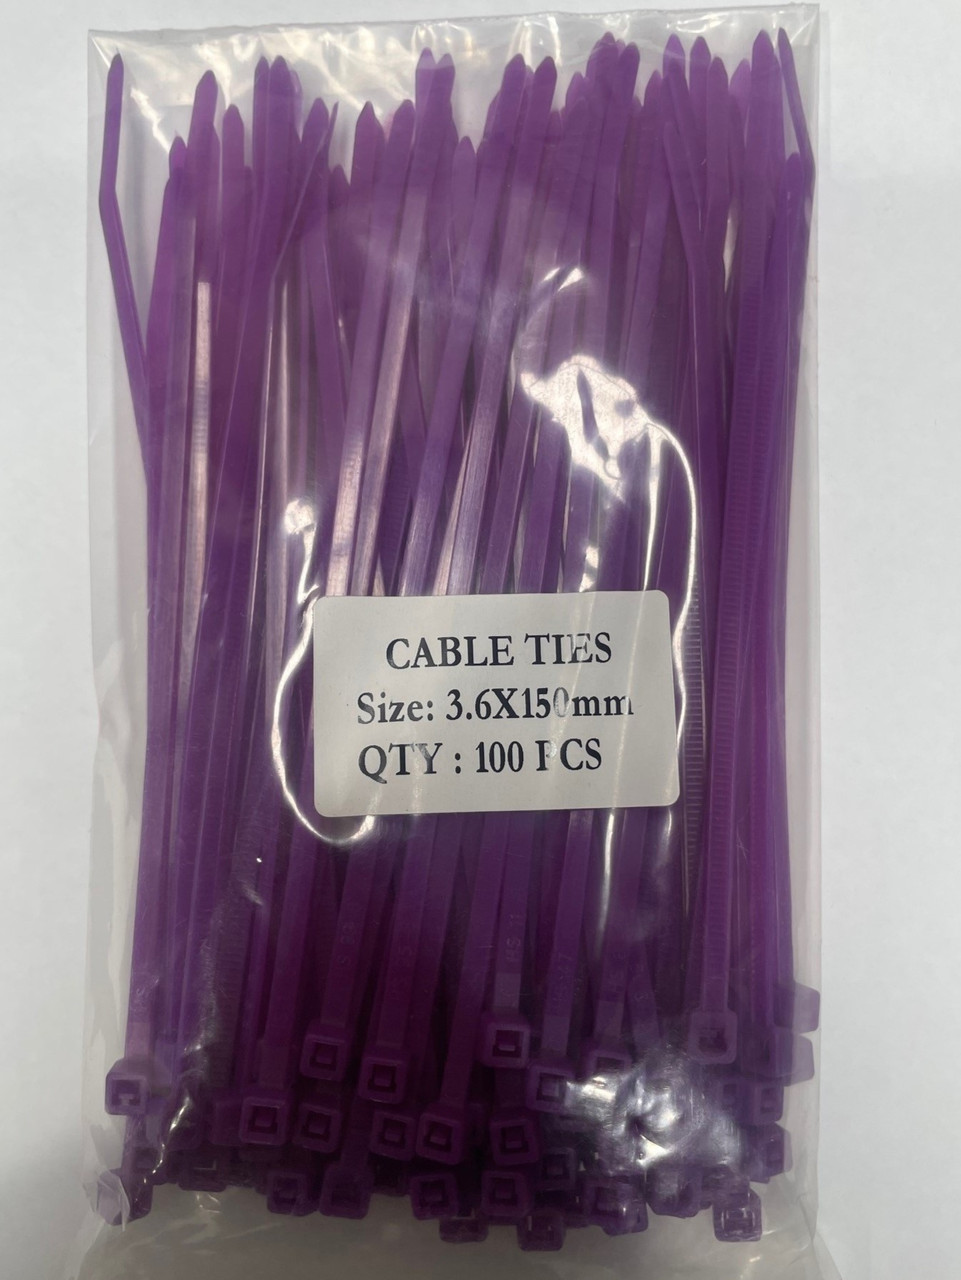 CABLE TIES
Size: 3.6X150mm
QTY : 100 PCS